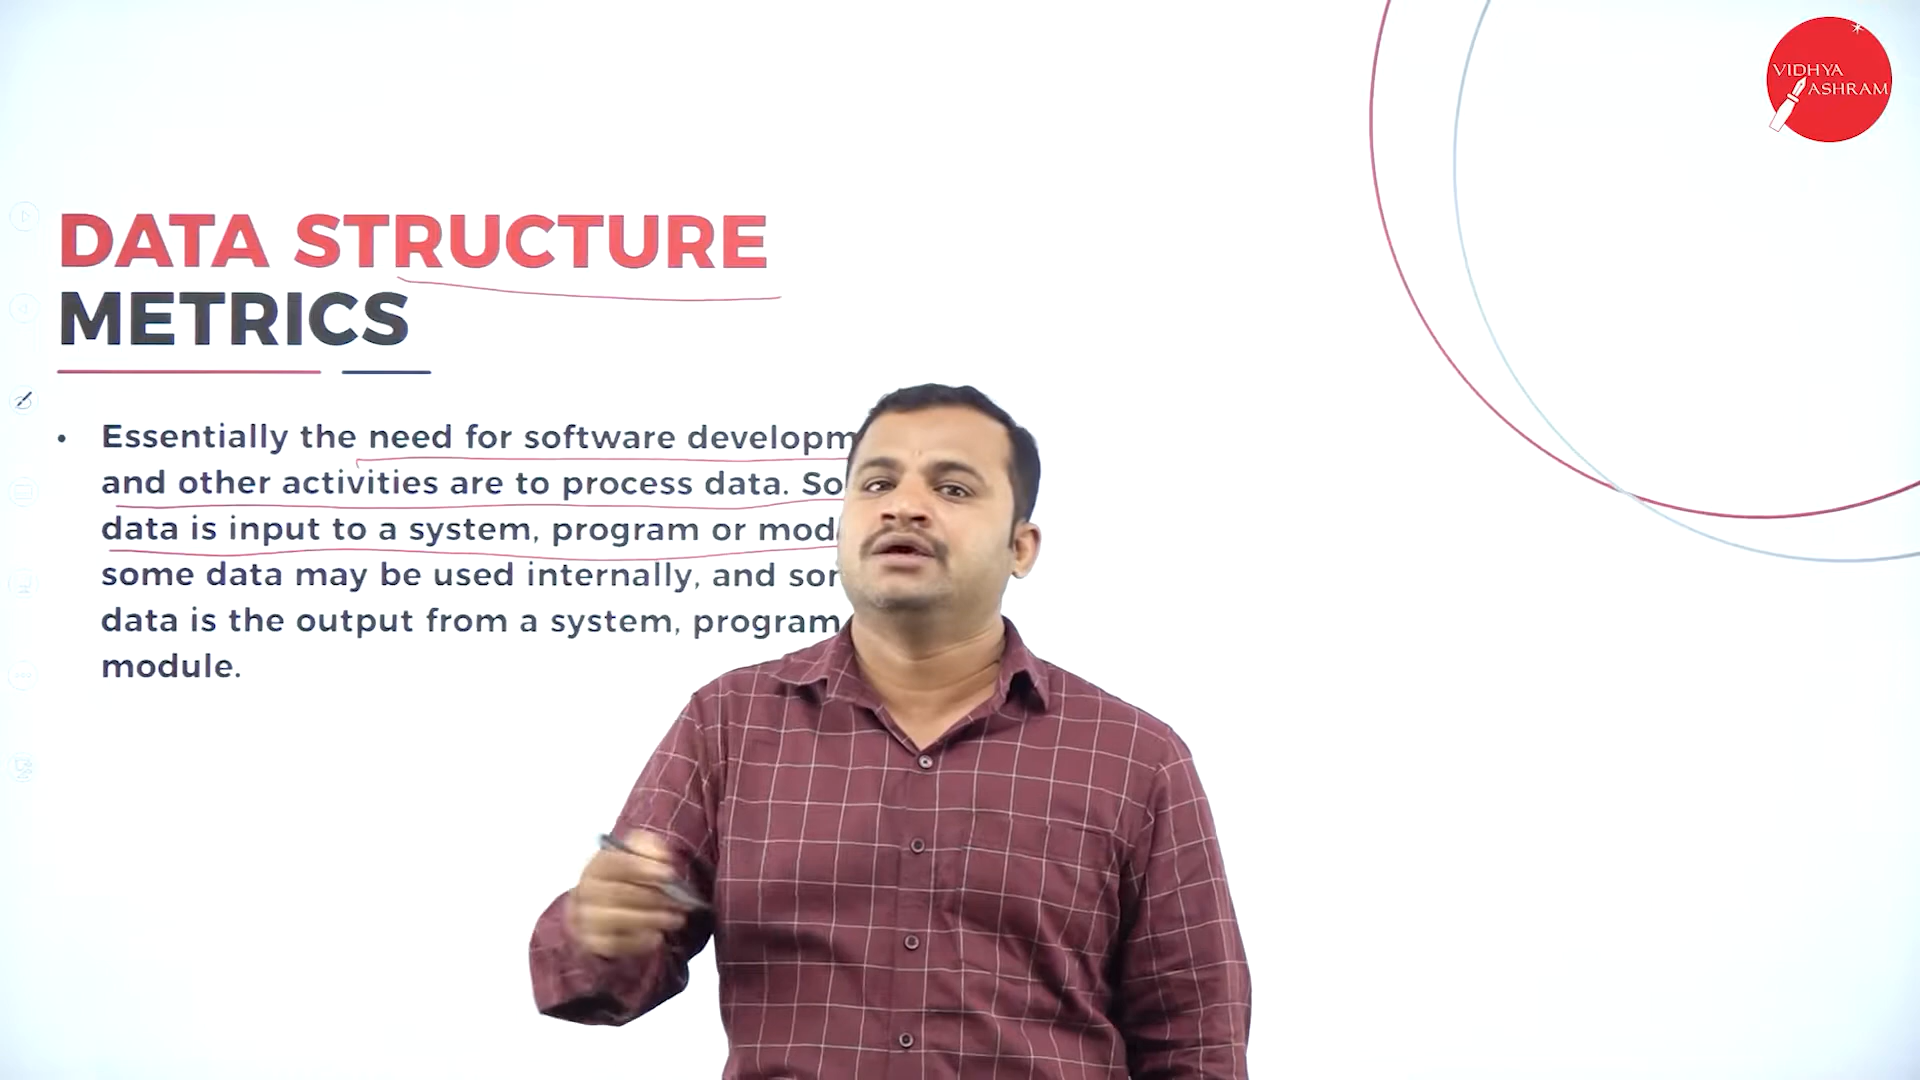 VIDHYA
ASHRAM
DATA STRUCTURE
METRICS
• Essentially the need for software developm
and other activities are to process data. So
data is input to a system, program or mod
some data may be used internally, and som
data is the output from a system, program
module.